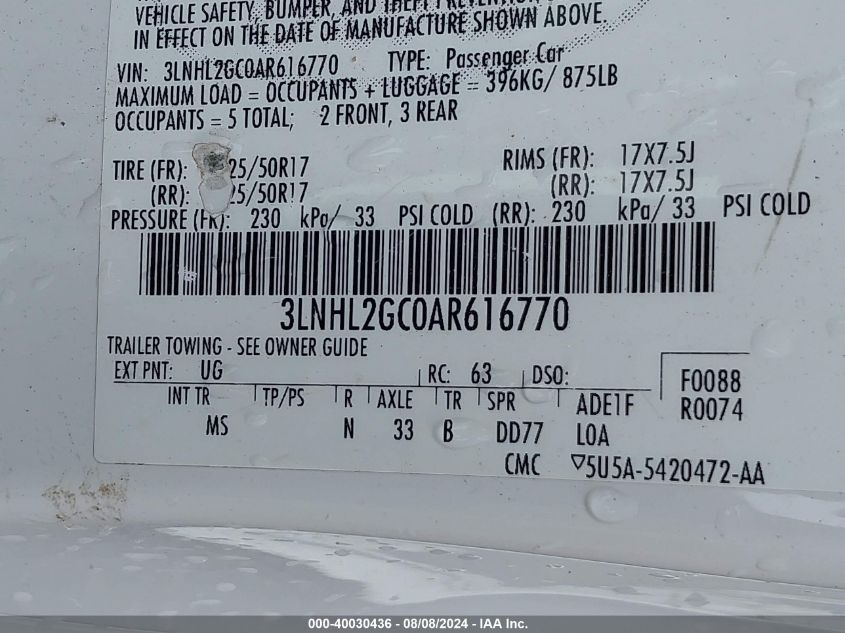 VEHICLE SAFETY, BUMPER, AND THEFT PREVENTION
IN EFFECT ON THE DATE OF MANUFACTURE SHOWN ABOVE.
VIN: 3LNHL2GC0AR616770 TYPE: Passenger Car
MAXIMUM LOAD = OCCUPANTS + LUGGAGE = 396KG/ 875LB
OCCUPANTS = 5 TOTAL; 2 FRONT, 3 REAR
TIRE (FR): 25/50R17 RIMS (FR): 17X7.5J
(RR): 25/50R17 (RR): 17X7.5J
PRESSURE (FR): 230 kPa/ 33 PSI COLD (RR): 230 kPa/ 33 PSI COLD
3LNHL2GC0AR616770
TRAILER TOWING - SEE OWNER GUIDE
EXT PNT: UG RC: 63 DSO: F0088
INT TR TP/PS R AXLE TR SPR ADE1F R0074
MS N 33 B DD77 LOA
CMC 5U5A-5420472-AA
000-40030436 - 08/08/2024 - IAA Inc.